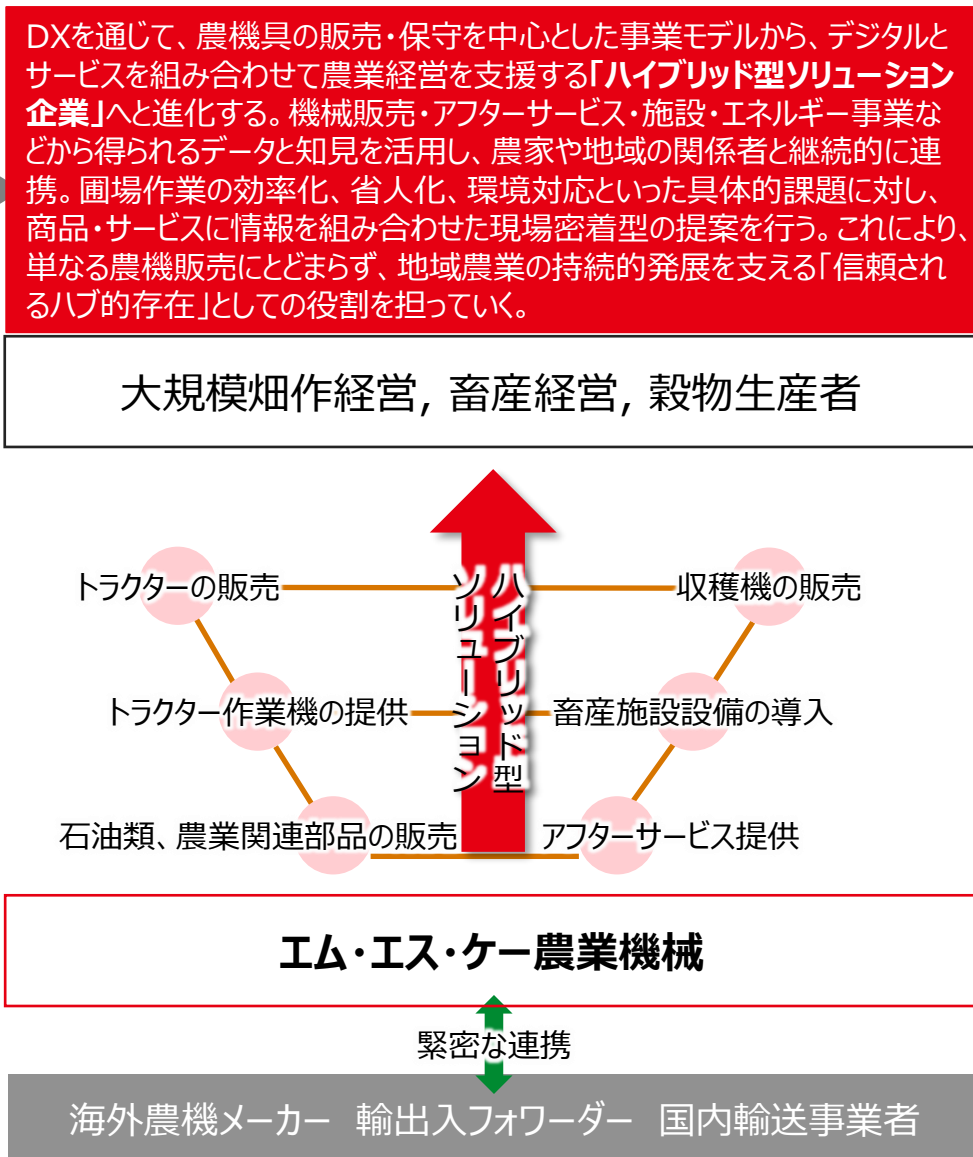 DXを通じて、農機具の販売・保守を中心とした事業モデルから、デジタルと
サービスを組み合わせて農業経営を支援する「ハイブリッド型ソリューション
企業」へと進化する。機械販売・アフターサービス・施設・エネルギー事業な
どから得られるデータと知見を活用し、農家や地域の関係者と継続的に連
携。圃場作業の効率化、省人化、環境対応といった具体的課題に対し、
商品・サービスに情報を組み合わせた現場密着型の提案を行う。これにより、
単なる農機販売にとどまらず、地域農業の持続的発展を支える「信頼され
るハブ的存在」としての役割を担っていく。
大規模畑作経営, 畜産経営, 穀物生産者
ハイブリッド型
ソリューション
トラクターの販売
収穫機の販売
トラクター作業機の提供
畜産施設設備の導入
石油類、農業関連部品の販売
アフターサービス提供
エム・エス・ケー農業機械
緊密な連携
海外農機メーカー 輸出入フォワーダー 国内輸送事業者